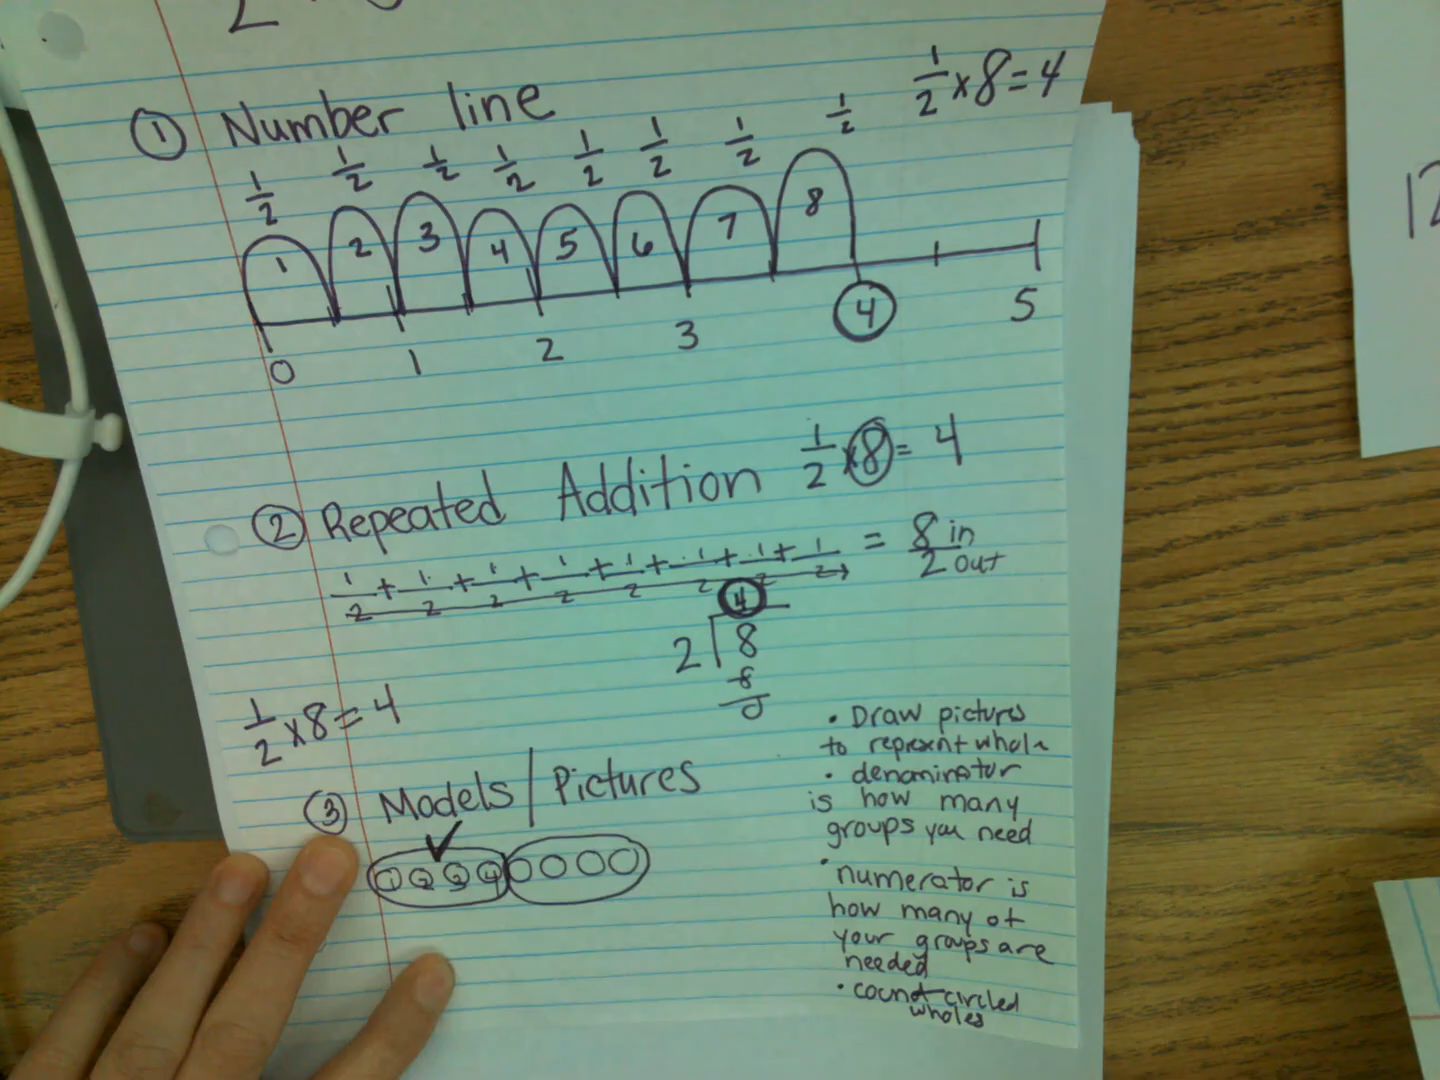 ① Number line
1/2 × 8 = 4
1/2 1/2 1/2 1/2 1/2 1/2 1/2 1/2
1 2 3 4 5 6 7 8
0 1 2 3 4 5
② Repeated Addition 1/2 × 8 = 4
1/2 + 1/2 + 1/2 + 1/2 + 1/2 + 1/2 + 1/2 + 1/2 = 8 in / 2 out
4
2 8
8
0
1/2 × 8 = 4
③ Models / Pictures
1 2 3 4
• Draw pictures
to represent whole
• denominator
is how many
groups you need
• numerator is
how many of
your groups are
needed
• count circled
wholes
12